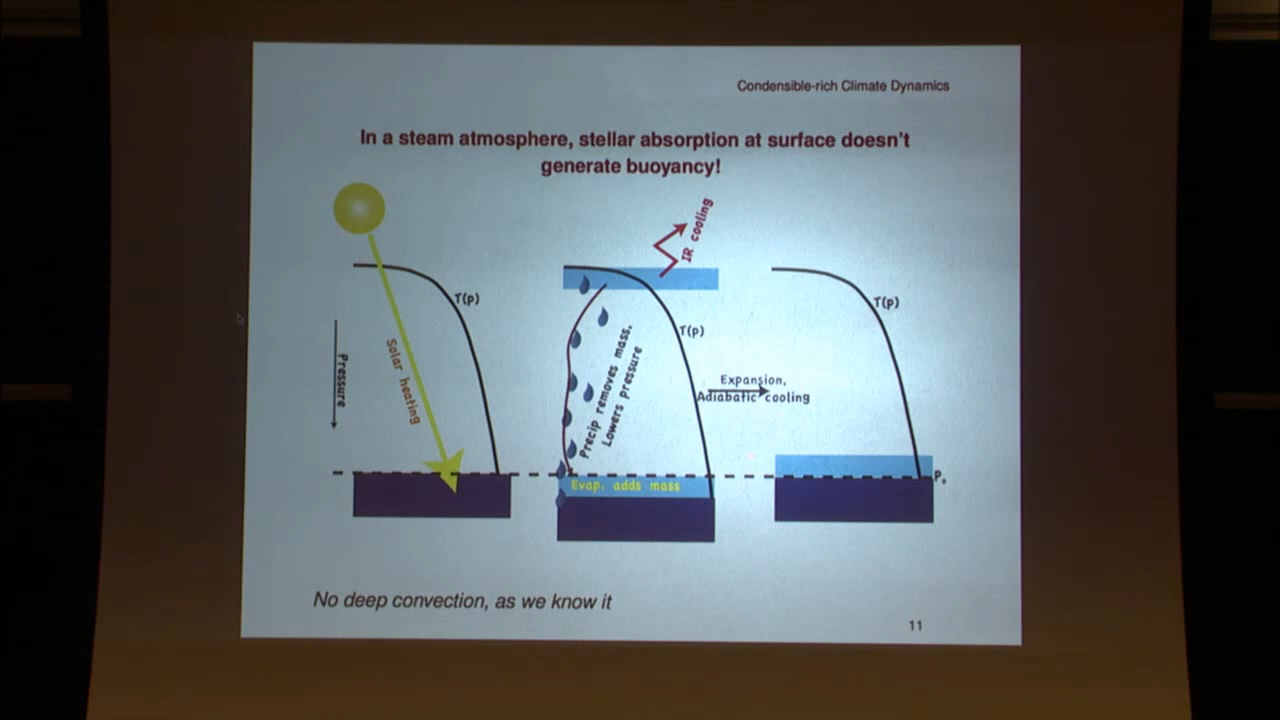 Condensible-rich Climate Dynamics
In a steam atmosphere, stellar absorption at surface doesn't
generate buoyancy!
IR cooling
T(p)
T(p)
T(p)
Pressure
Solar heating
Precip removes mass,
Lowers pressure
Expansion,
Adiabatic cooling
Evap. adds mass
No deep convection, as we know it
11